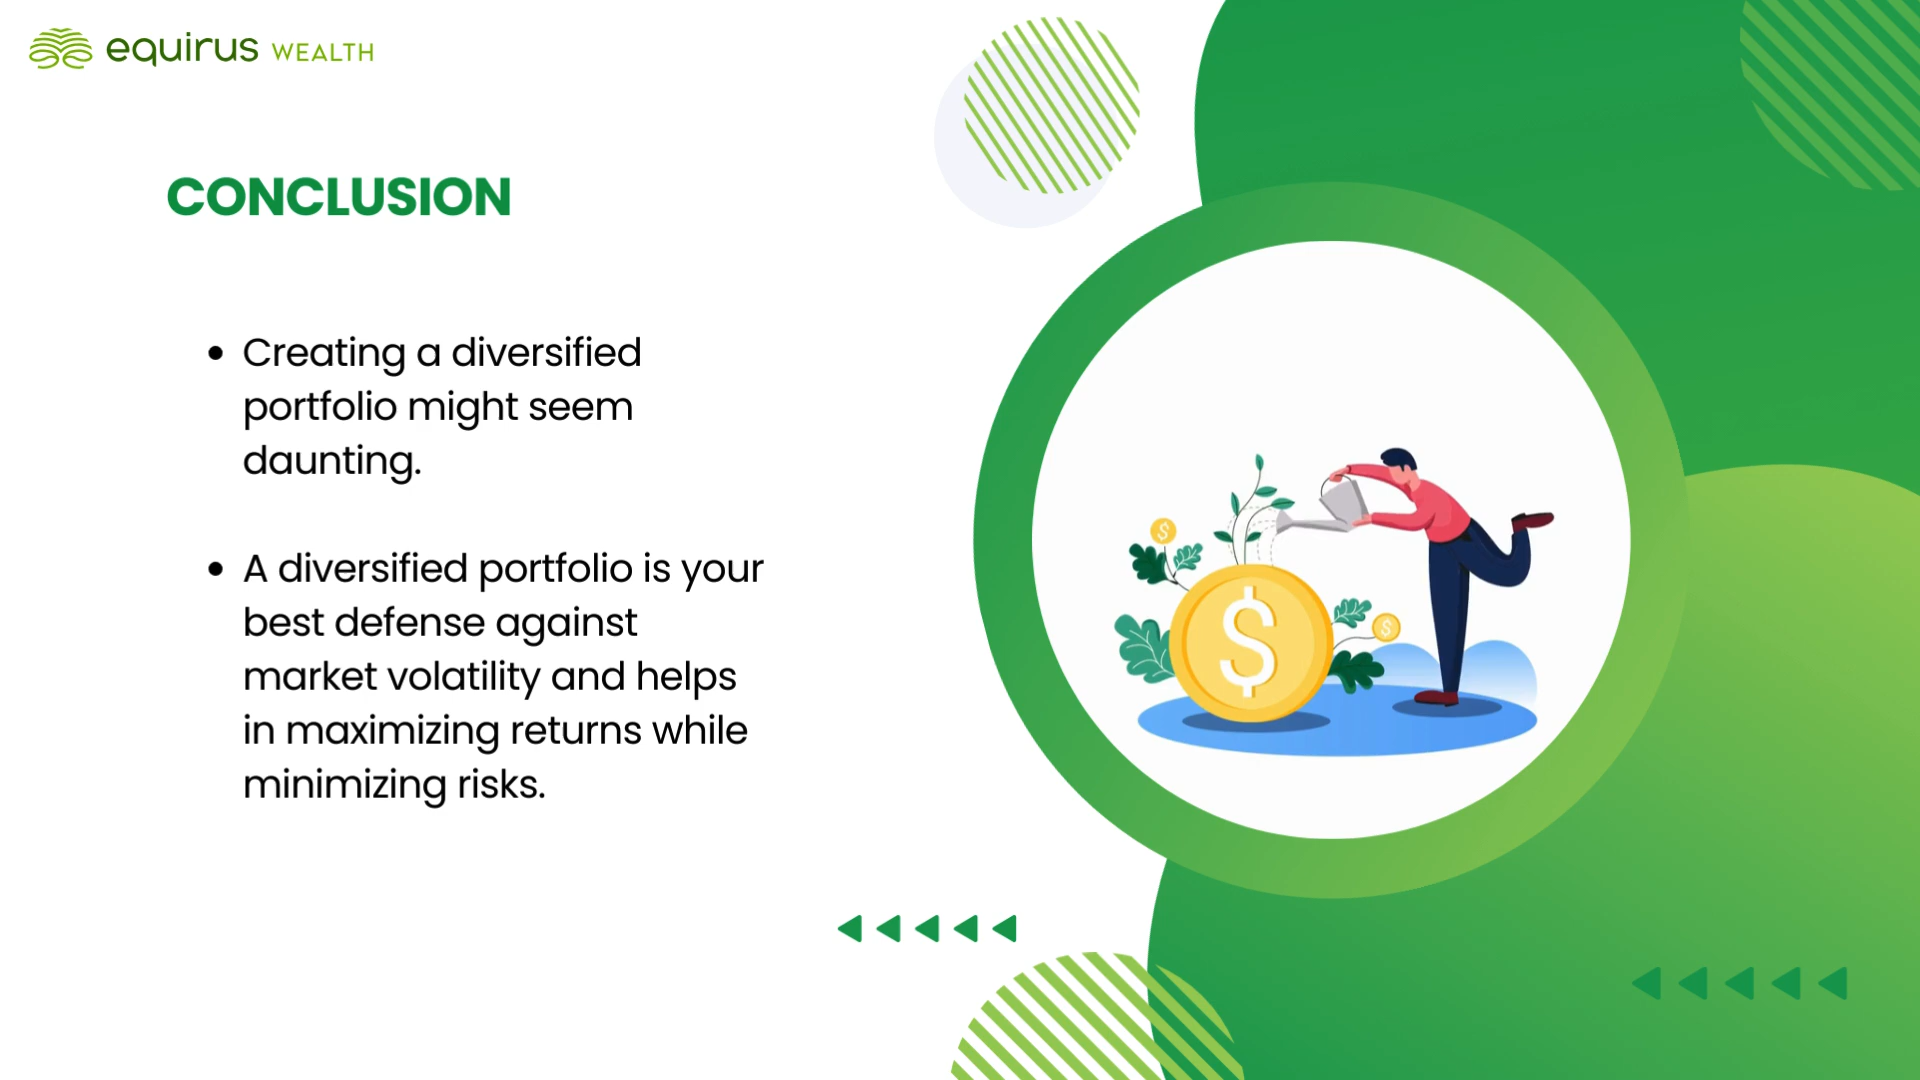 equirus WEALTH
CONCLUSION
• Creating a diversified
portfolio might seem
daunting.
• A diversified portfolio is your
best defense against
market volatility and helps
in maximizing returns while
minimizing risks.
$
$
$